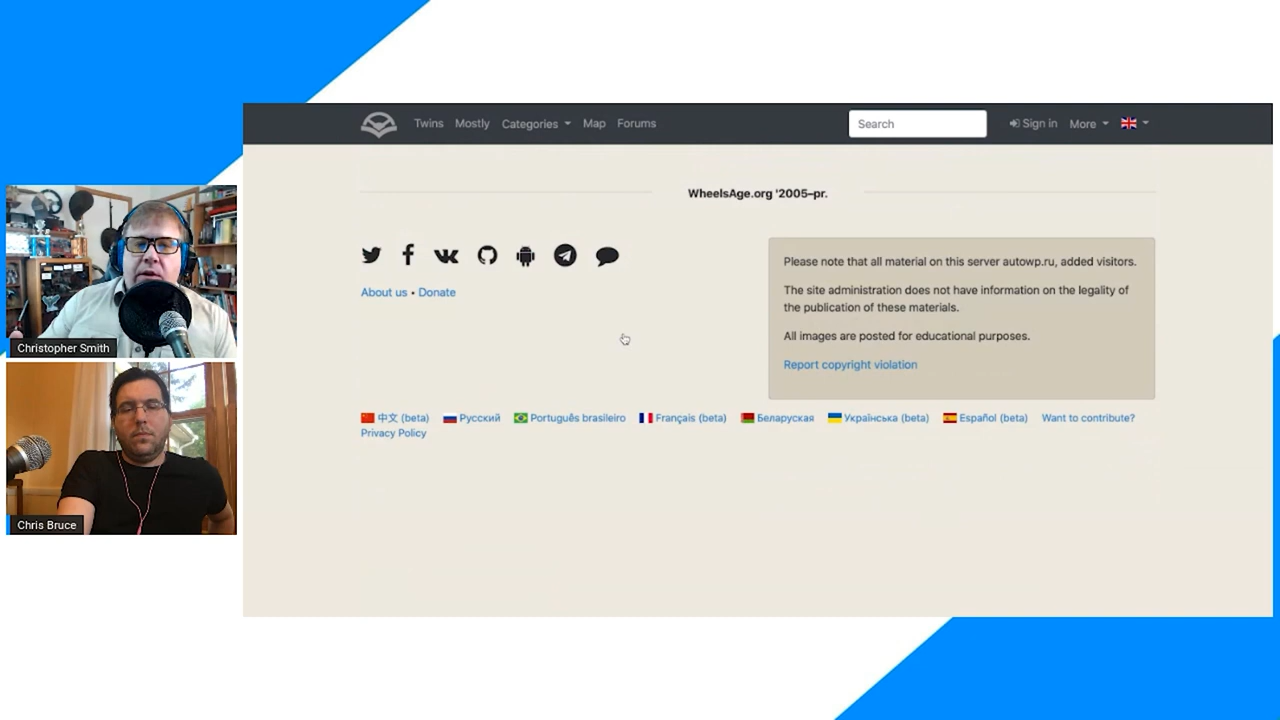 Twins Mostly Categories Map Forums Search Sign in More
WheelsAge.org '2005–pr.
About us • Donate
Please note that all material on this server autowp.ru, added visitors.
The site administration does not have information on the legality of
the publication of these materials.
All images are posted for educational purposes.
Report copyright violation
中文 (beta) Русский Português brasileiro Français (beta) Беларуская Українська (beta) Español (beta) Want to contribute?
Privacy Policy
Christopher Smith
Chris Bruce